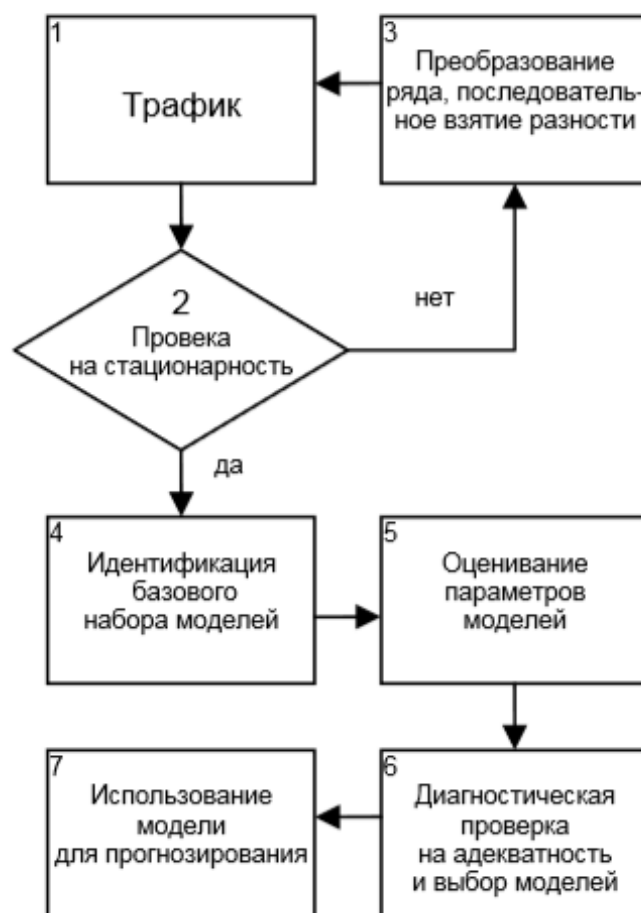 1
Трафик
3
Преобразование
ряда, последователь-
ное взятие разности
2
Провека
на стационарность
нет
да
4
Идентификация
базового
набора моделей
5
Оценивание
параметров
моделей
7
Использование
модели
для прогнозирования
6
Диагностическая
проверка
на адекватность
и выбор моделей